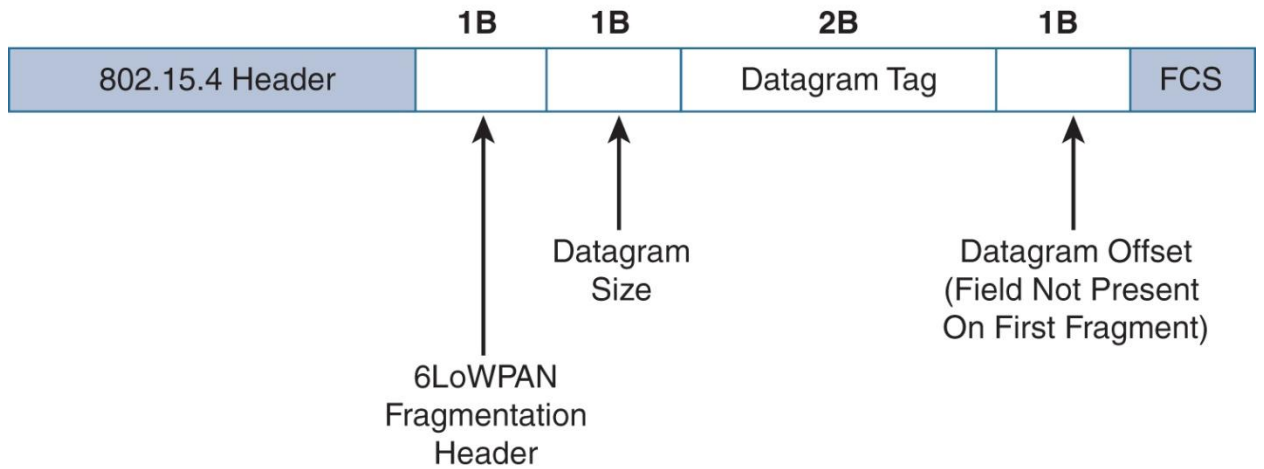 1B 1B 2B 1B
802.15.4 Header Datagram Tag FCS
Datagram
Size
Datagram Offset
(Field Not Present
On First Fragment)
6LoWPAN
Fragmentation
Header